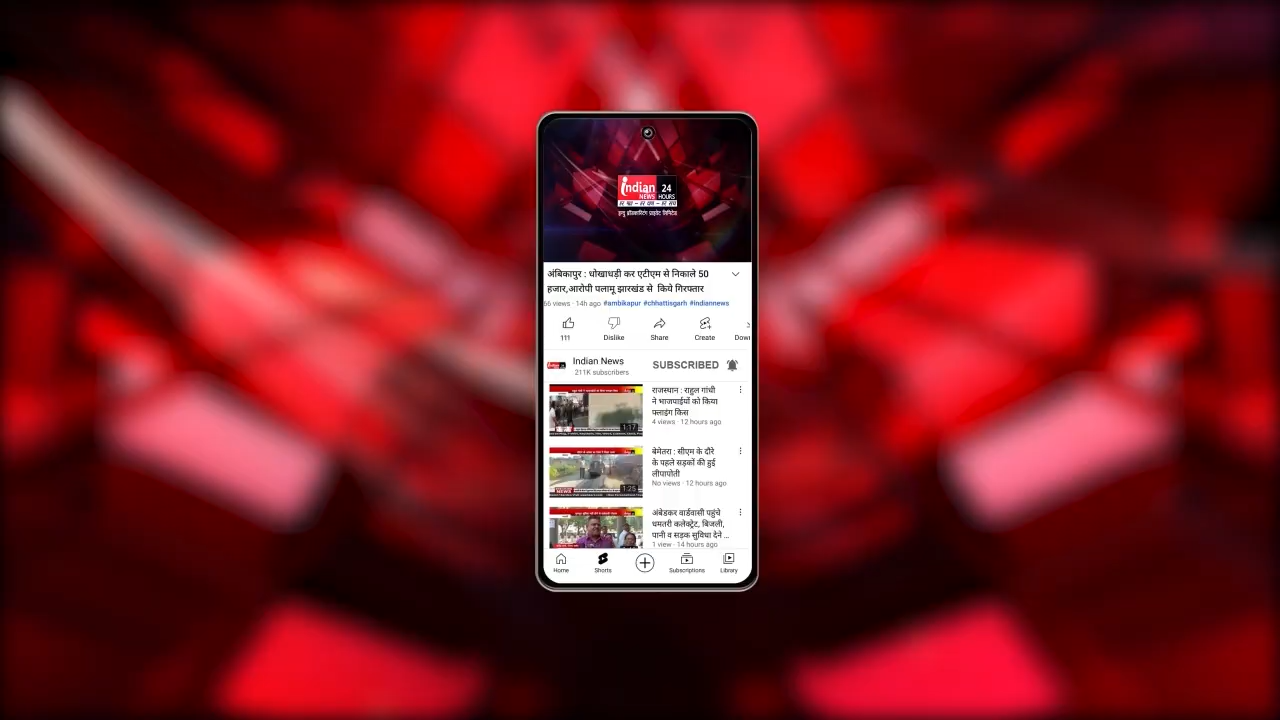 indian
NEWS
24
HOURS
अंबिकापुर : धोखाधड़ी कर एटीएम से निकाले 50
हजार,आरोपी पलामू झारखंड से किये गिरफ्तार
66 views · 14h ago #ambikapur #chhattisgarh #indiannews
111
Dislike
Share
Create
Indian News
211K subscribers
SUBSCRIBED
राजस्थान : राहुल गांधी
ने भाजपाईयों को किया
फ्लाइंग किस
4 views · 12 hours ago
1:17
बेमेतरा : सीएम के दौरे
के पहले सड़कों की हुई
लीपापोती
No views · 12 hours ago
1:25
अंबेडकर वार्डवासी पहुंचे
धमतरी कलेक्ट्रेट, बिजली,
पानी व सड़क सुविधा देने ...
1 view · 14 hours ago
Home
Shorts
Subscriptions
Library